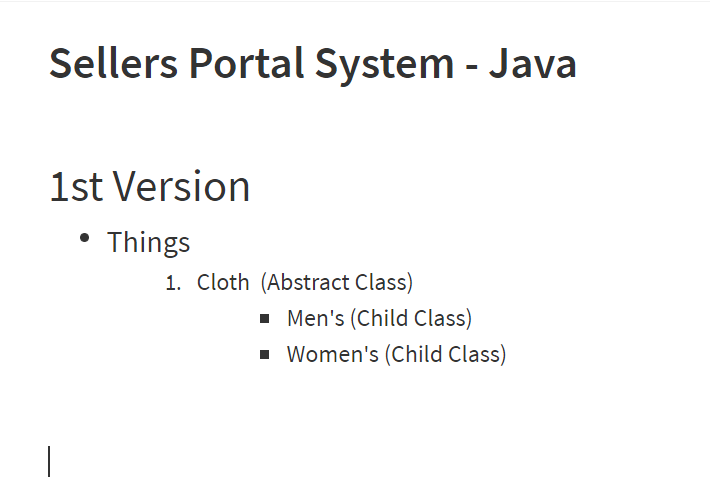 Sellers Portal System - Java
1st Version
• Things
1. Cloth (Abstract Class)
▪ Men's (Child Class)
▪ Women's (Child Class)